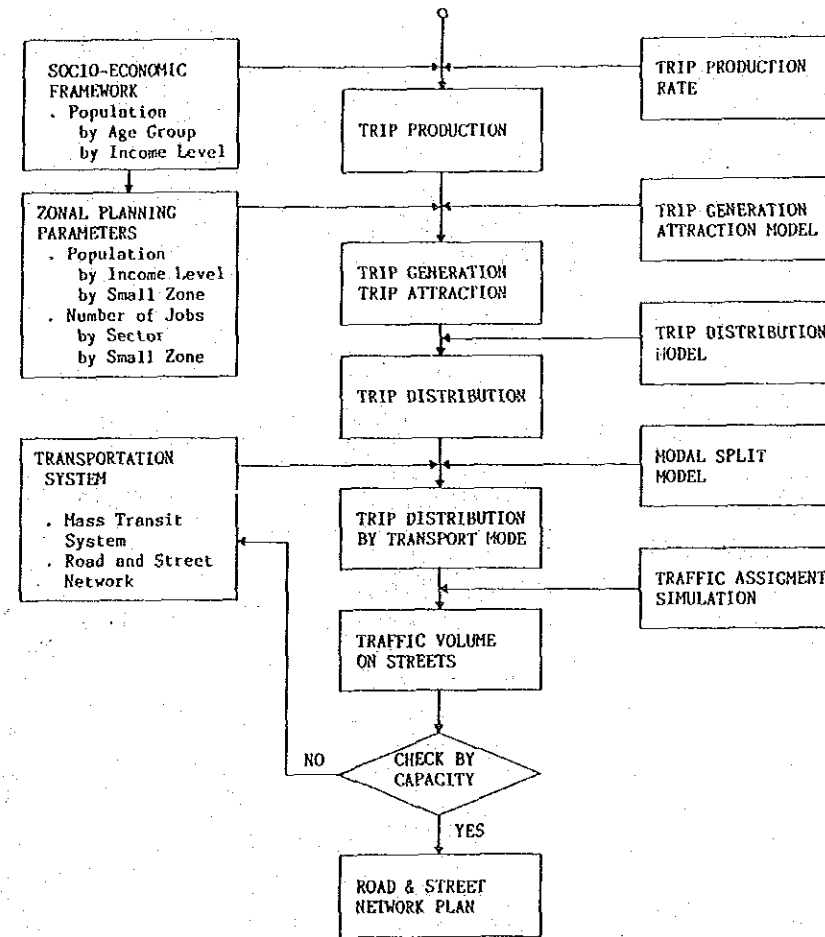 SOCIO-ECONOMIC
FRAMEWORK
. Population
by Age Group
by Income Level
TRIP PRODUCTION
RATE
TRIP PRODUCTION
ZONAL PLANNING
PARAMETERS
. Population
by Income Level
by Small Zone
. Number of Jobs
by Sector
by Small Zone
TRIP GENERATION
ATTRACTION MODEL
TRIP GENERATION
TRIP ATTRACTION
TRIP DISTRIBUTION
MODEL
TRIP DISTRIBUTION
TRANSPORTATION
SYSTEM
. Mass Transit
System
. Road and Street
Network
MODAL SPLIT
MODEL
TRIP DISTRIBUTION
BY TRANSPORT MODE
TRAFFIC ASSIGMENT
SIMULATION
TRAFFIC VOLUME
ON STREETS
NO
CHECK BY
CAPACITY
YES
ROAD & STREET
NETWORK PLAN